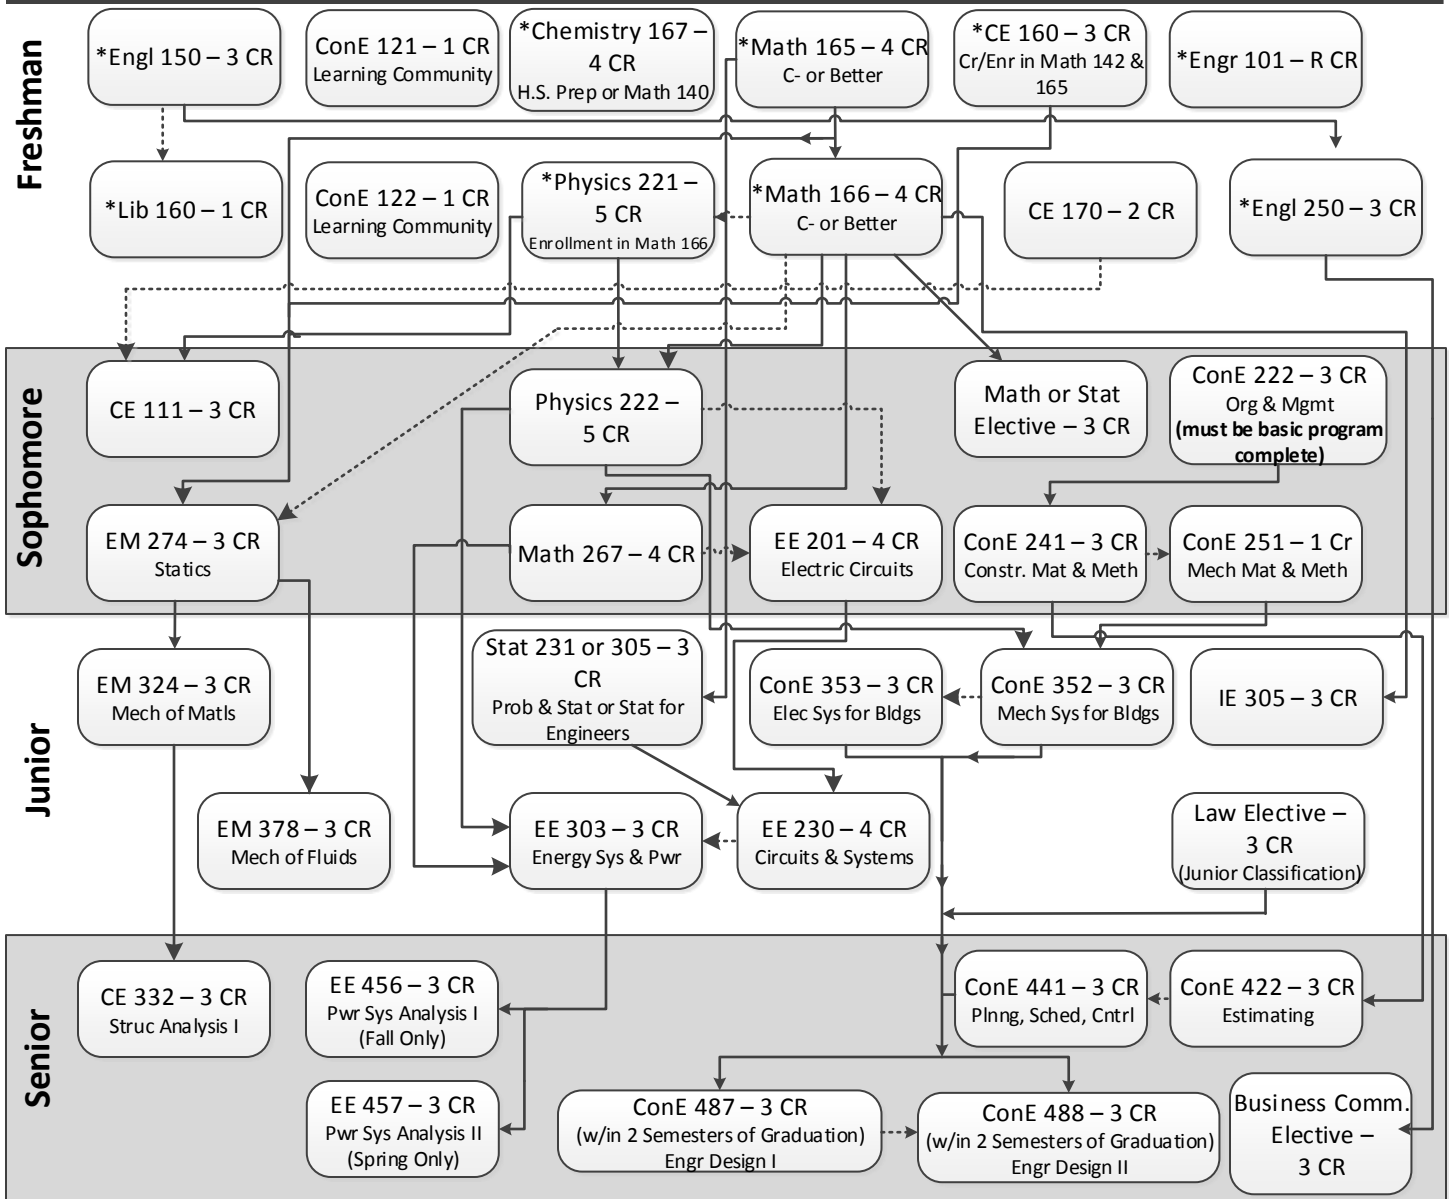 Freshman
*Engl 150 – 3 CR
ConE 121 – 1 CR
Learning Community
*Chemistry 167 –
4 CR
H.S. Prep or Math 140
*Math 165 – 4 CR
C- or Better
*CE 160 – 3 CR
Cr/Enr in Math 142 &
165
*Engr 101 – R CR
*Lib 160 – 1 CR
ConE 122 – 1 CR
Learning Community
*Physics 221 –
5 CR
Enrollment in Math 166
*Math 166 – 4 CR
C- or Better
CE 170 – 2 CR
*Engl 250 – 3 CR
Sophomore
CE 111 – 3 CR
Physics 222 –
5 CR
Math or Stat
Elective – 3 CR
ConE 222 – 3 CR
Org & Mgmt
(must be basic program
complete)
EM 274 – 3 CR
Statics
Math 267 – 4 CR
EE 201 – 4 CR
Electric Circuits
ConE 241 – 3 CR
Constr. Mat & Meth
ConE 251 – 1 Cr
Mech Mat & Meth
Junior
EM 324 – 3 CR
Mech of Matls
Stat 231 or 305 – 3
CR
Prob & Stat or Stat for
Engineers
ConE 353 – 3 CR
Elec Sys for Bldgs
ConE 352 – 3 CR
Mech Sys for Bldgs
IE 305 – 3 CR
EM 378 – 3 CR
Mech of Fluids
EE 303 – 3 CR
Energy Sys & Pwr
EE 230 – 4 CR
Circuits & Systems
Law Elective –
3 CR
(Junior Classification)
Senior
CE 332 – 3 CR
Struc Analysis I
EE 456 – 3 CR
Pwr Sys Analysis I
(Fall Only)
ConE 441 – 3 CR
Plnng, Sched, Cntrl
ConE 422 – 3 CR
Estimating
EE 457 – 3 CR
Pwr Sys Analysis II
(Spring Only)
ConE 487 – 3 CR
(w/in 2 Semesters of Graduation)
Engr Design I
ConE 488 – 3 CR
(w/in 2 Semesters of Graduation)
Engr Design II
Business Comm.
Elective –
3 CR